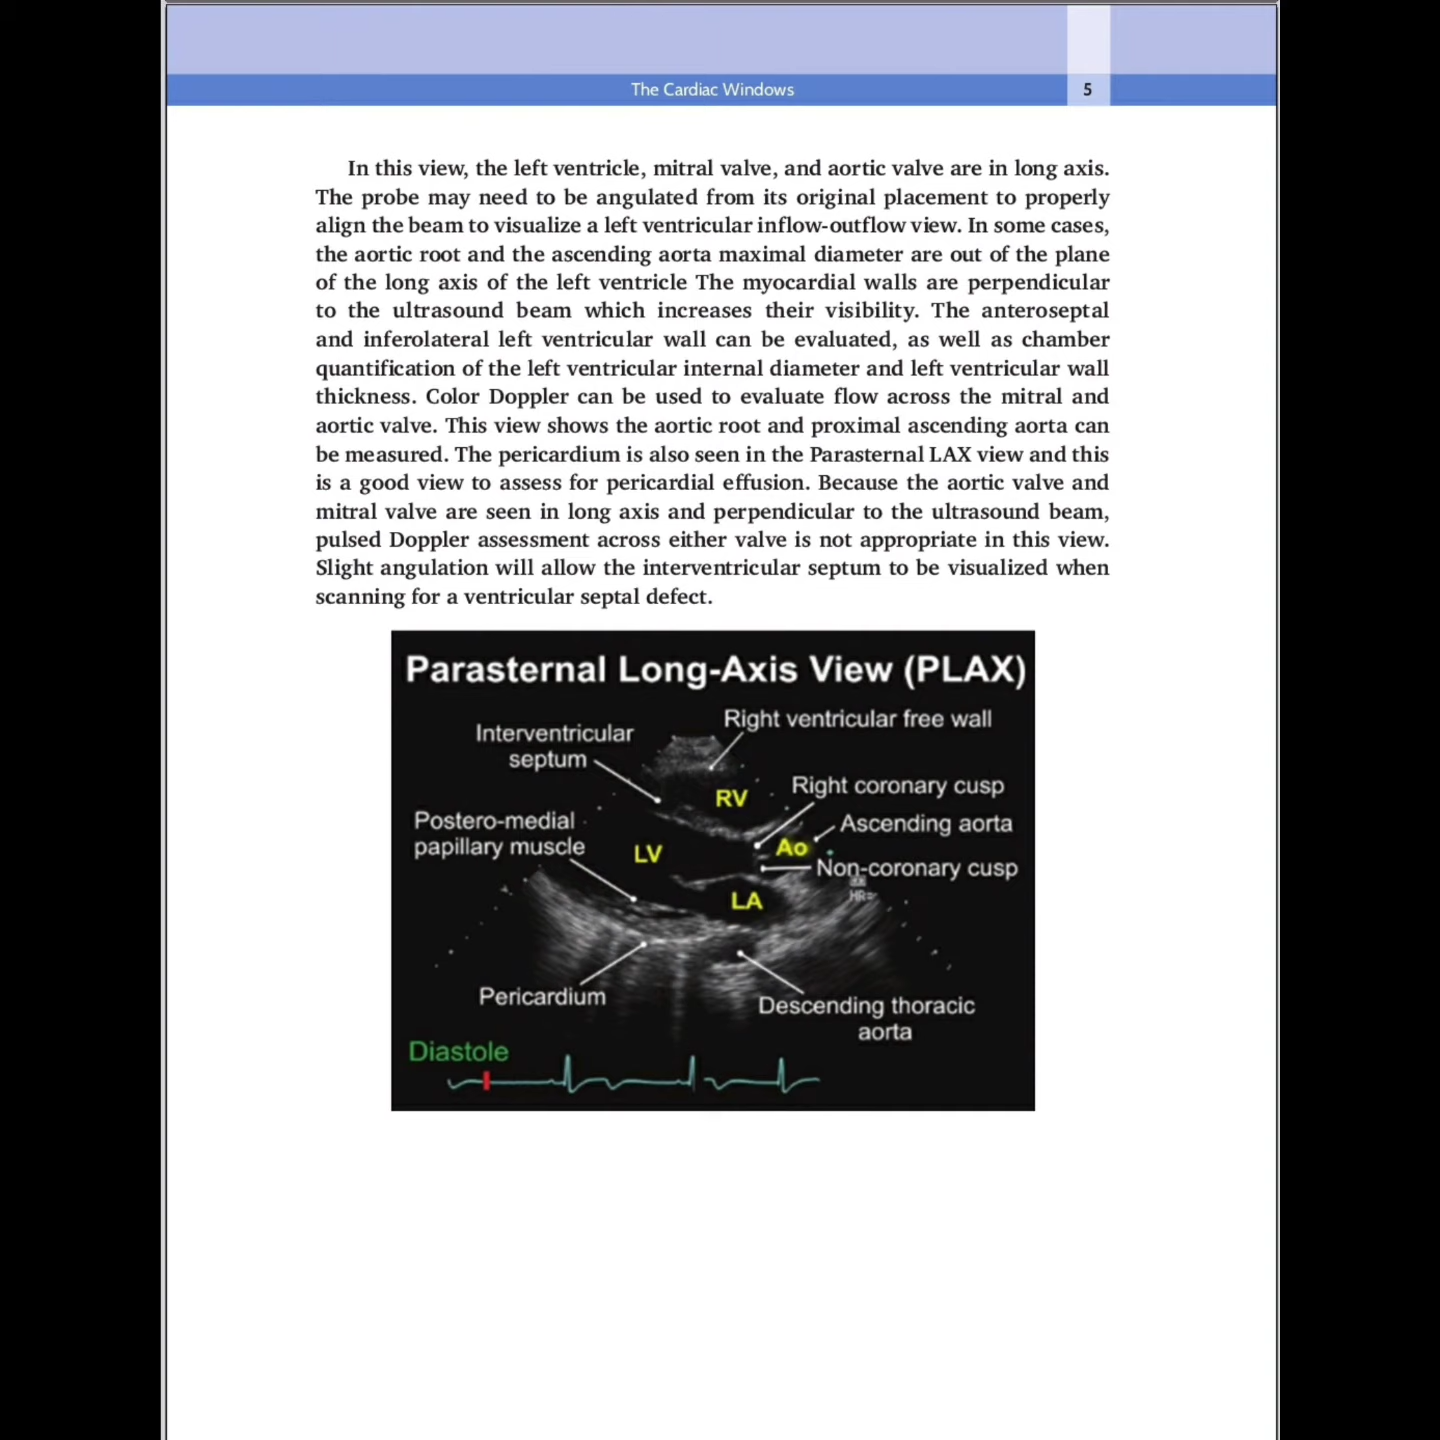 The Cardiac Windows 5
In this view, the left ventricle, mitral valve, and aortic valve are in long axis.
The probe may need to be angulated from its original placement to properly
align the beam to visualize a left ventricular inflow-outflow view. In some cases,
the aortic root and the ascending aorta maximal diameter are out of the plane
of the long axis of the left ventricle The myocardial walls are perpendicular
to the ultrasound beam which increases their visibility. The anteroseptal
and inferolateral left ventricular wall can be evaluated, as well as chamber
quantification of the left ventricular internal diameter and left ventricular wall
thickness. Color Doppler can be used to evaluate flow across the mitral and
aortic valve. This view shows the aortic root and proximal ascending aorta can
be measured. The pericardium is also seen in the Parasternal LAX view and this
is a good view to assess for pericardial effusion. Because the aortic valve and
mitral valve are seen in long axis and perpendicular to the ultrasound beam,
pulsed Doppler assessment across either valve is not appropriate in this view.
Slight angulation will allow the interventricular septum to be visualized when
scanning for a ventricular septal defect.
Parasternal Long-Axis View (PLAX)
Right ventricular free wall
Interventricular
septum
RV
Right coronary cusp
Postero-medial
papillary muscle
Ascending aorta
LV
Ao
Non-coronary cusp
HR
LA
Pericardium
Descending thoracic
aorta
Diastole